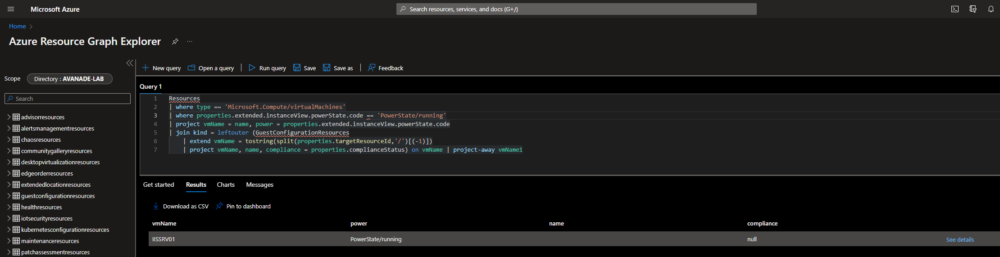 Microsoft Azure
Search resources, services, and docs (G+/)
Home
Azure Resource Graph Explorer
Scope
Directory : AVANADE-LAB
Search
advisorresources
alertsmanagementresources
chaosresources
communitygalleryresources
desktopvirtualizationresources
edgeorderresources
extendedlocationresources
guestconfigurationresources
healthresources
iotsecurityresources
kubernetesconfigurationresources
maintenanceresources
patchassessmentresources
New query Open a query Run query Save Save as Feedback
Query 1
1 Resources
2 | where type =~ 'Microsoft.Compute/virtualMachines'
3 | where properties.extended.instanceView.powerState.code == 'PowerState/running'
4 | project vmName = name, power = properties.extended.instanceView.powerState.code
5 | join kind = leftouter (GuestConfigurationResources
6 | extend vmName = tostring(split(properties.targetResourceId,'/')[(-1)])
7 | project vmName, name, compliance = properties.complianceStatus) on vmName | project-away vmName1
Get started Results Charts Messages
Download as CSV Pin to dashboard
vmName power name compliance
IISSRV01 PowerState/running null See details